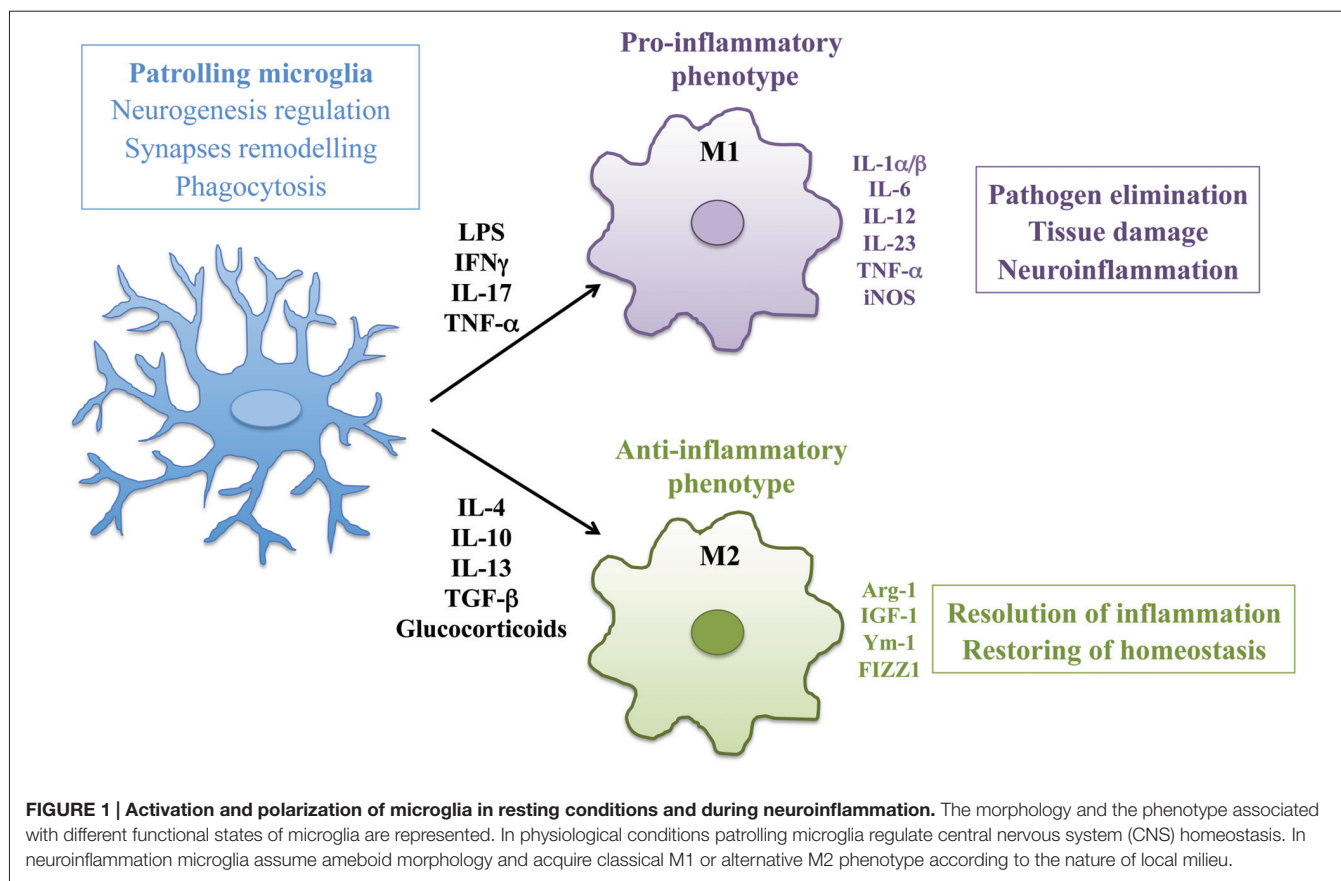 Patrolling microglia
Neurogenesis regulation
Synapses remodelling
Phagocytosis
LPS
IFNγ
IL-17
TNF-α
Pro-inflammatory
phenotype
M1
IL-1α/β
IL-6
IL-12
IL-23
TNF-α
iNOS
Pathogen elimination
Tissue damage
Neuroinflammation
IL-4
IL-10
IL-13
TGF-β
Glucocorticoids
Anti-inflammatory
phenotype
M2
Arg-1
IGF-1
Ym-1
FIZZ1
Resolution of inflammation
Restoring of homeostasis
FIGURE 1 | Activation and polarization of microglia in resting conditions and during neuroinflammation. The morphology and the phenotype associated
with different functional states of microglia are represented. In physiological conditions patrolling microglia regulate central nervous system (CNS) homeostasis. In
neuroinflammation microglia assume ameboid morphology and acquire classical M1 or alternative M2 phenotype according to the nature of local milieu.